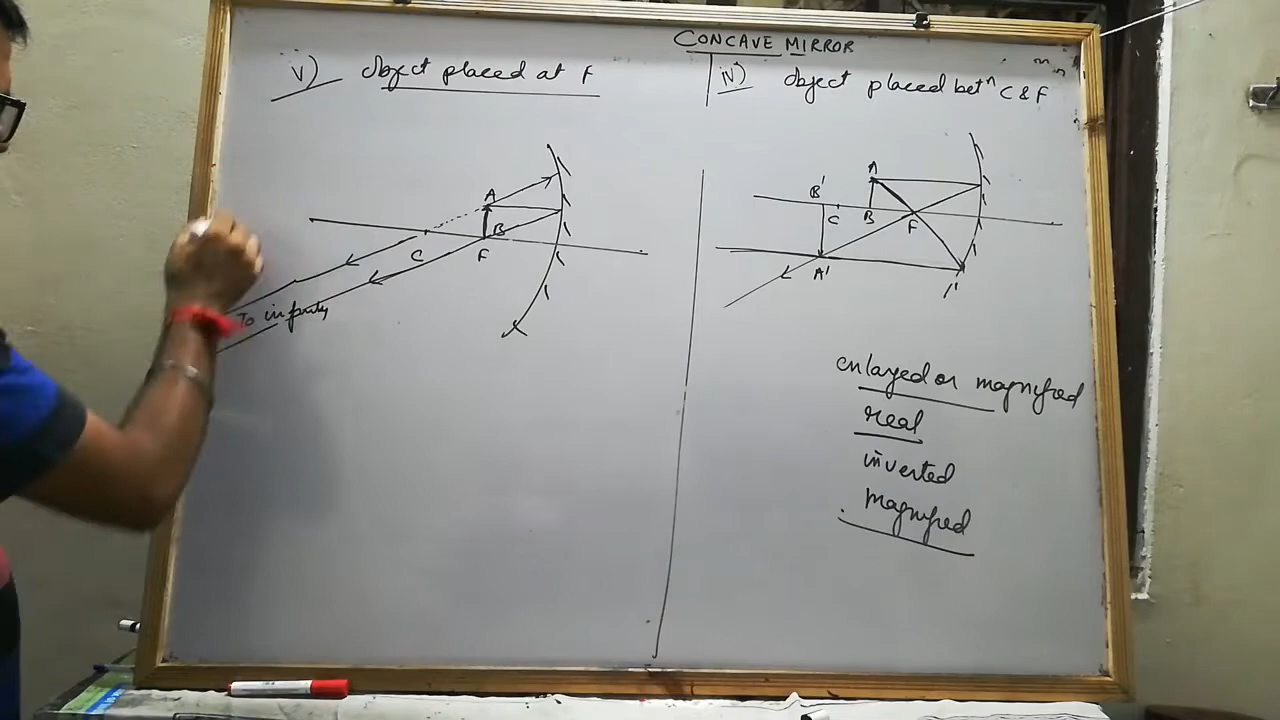 CONCAVE MIRROR
v) object placed at F
A
B
C
F
To infinity
iv) object placed betⁿ C & F
A
B'
C
B
F
A'
enlarged or magnified
real
inverted
magnified